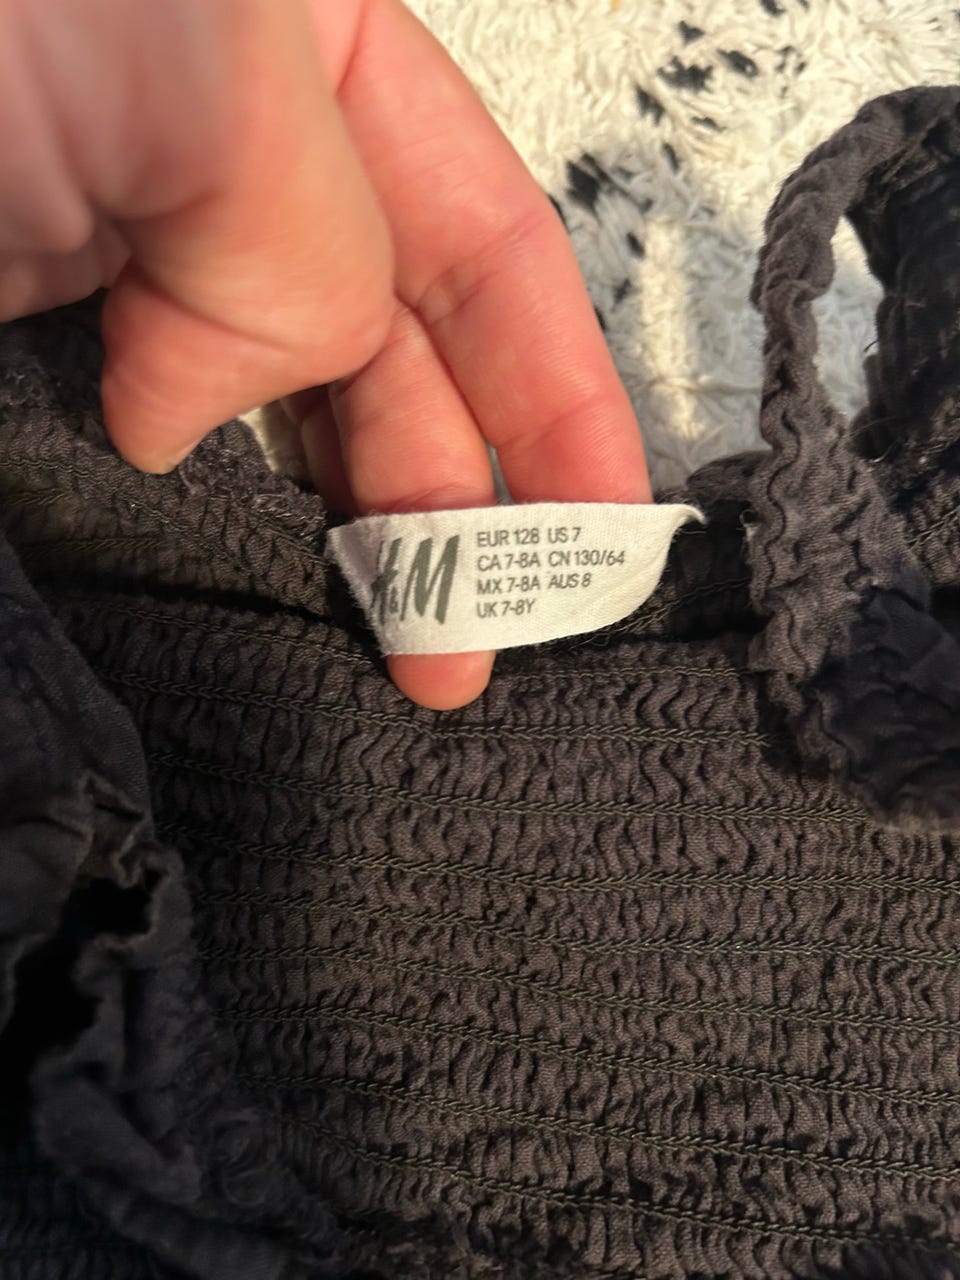 H&M
EUR 128 US 7
CA 7-8A CN 130/64
MX 7-8A AUS 8
UK 7-8Y